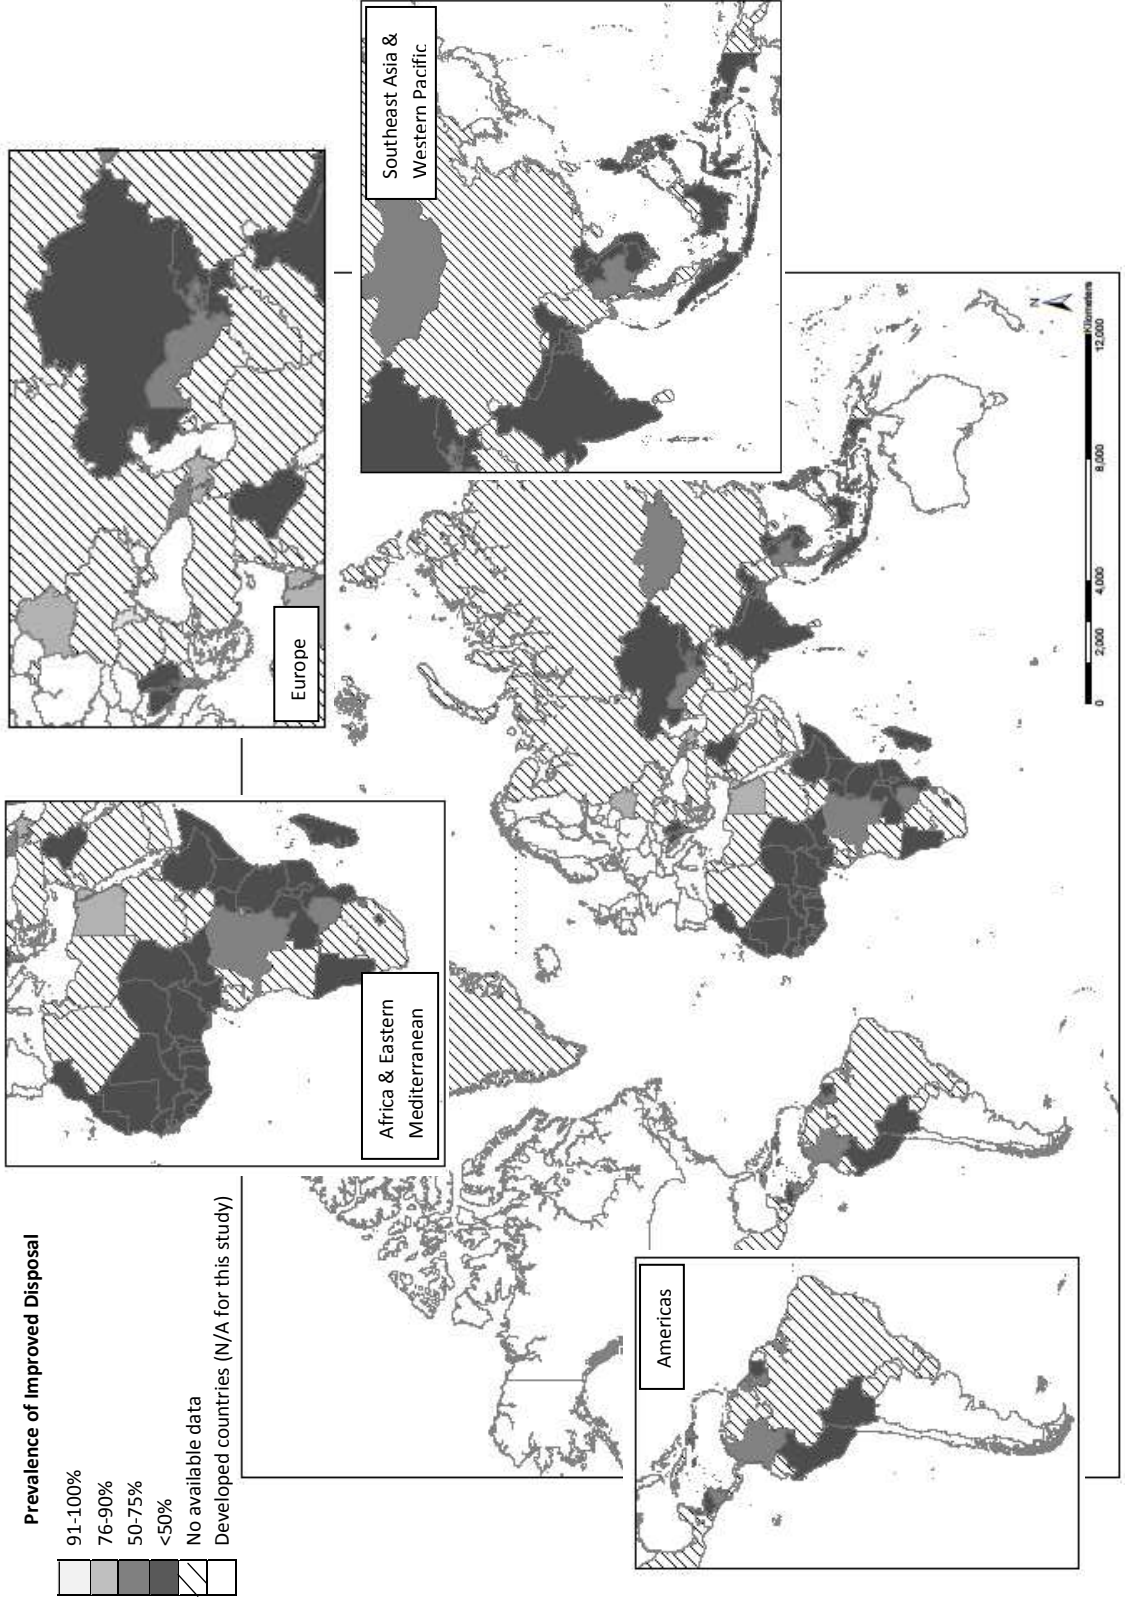 Prevalence of Improved Disposal
91-100%
76-90%
50-75%
<50%
No available data
Developed countries (N/A for this study)
Africa & Eastern
Mediterranean
Europe
Southeast Asia &
Western Pacific
Americas
N
Kilometers
0
2,000
4,000
8,000
12,000